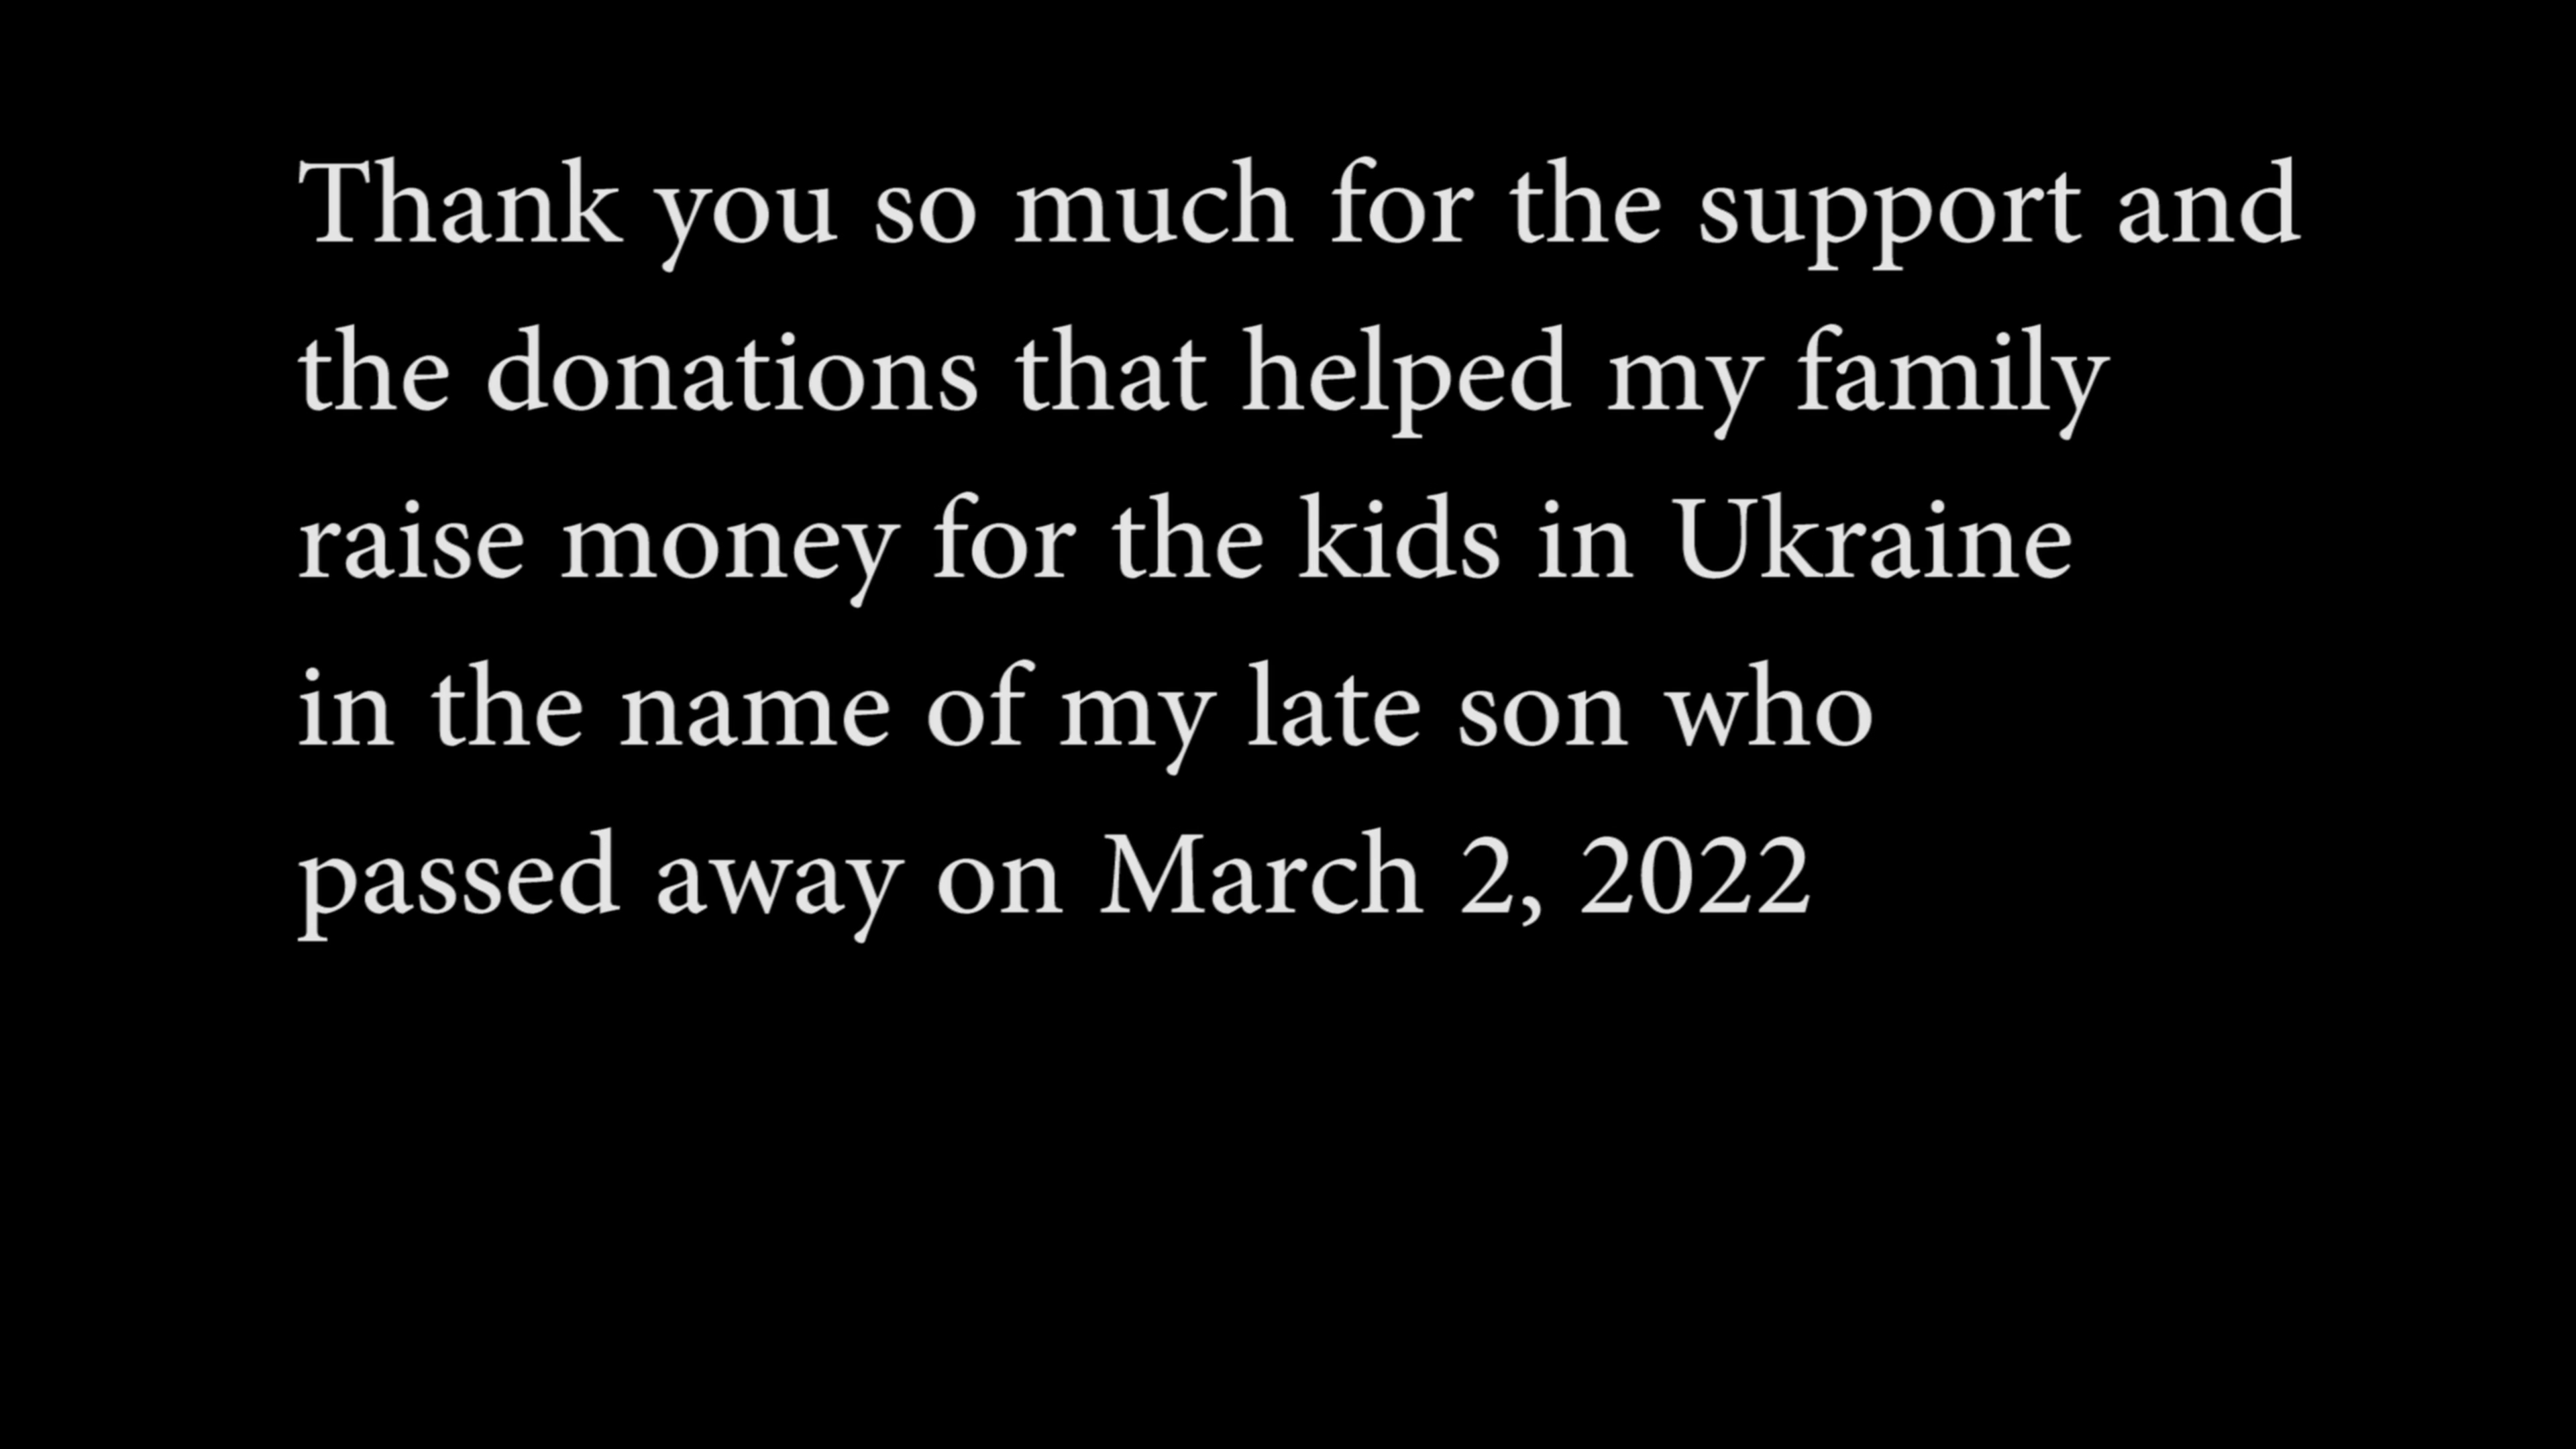 Thank you so much for the support and
the donations that helped my family
raise money for the kids in Ukraine
in the name of my late son who
passed away on March 2, 2022